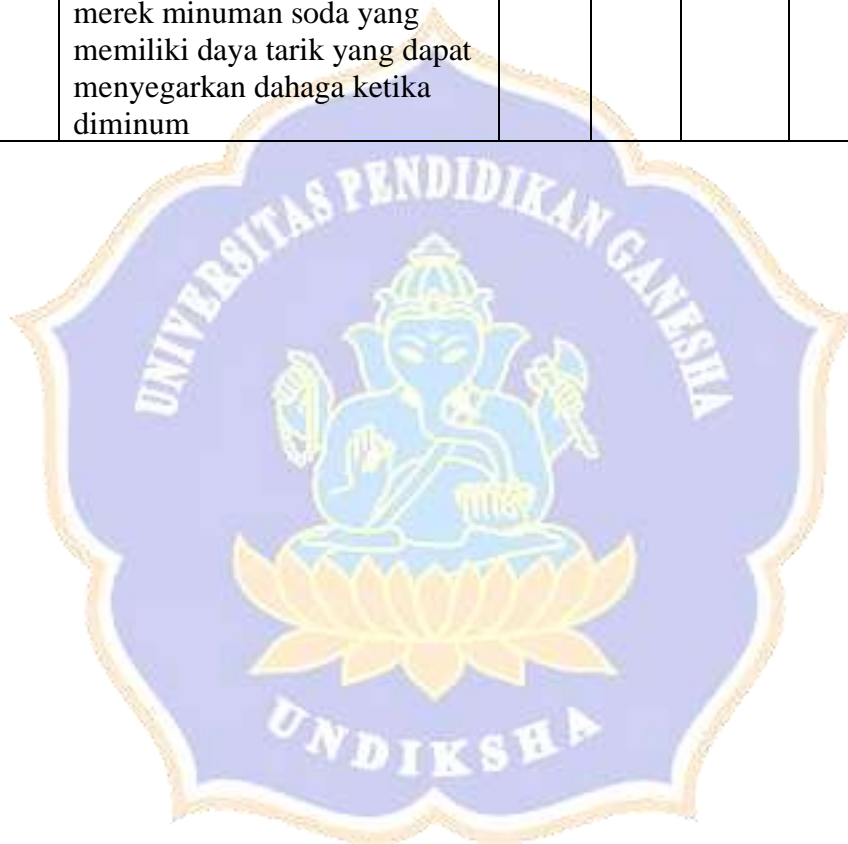 merek minuman soda yang
memiliki daya tarik yang dapat
menyegarkan dahaga ketika
diminum
UNIVERSITAS PENDIDIKAN GANESHA
UNDIKSHA